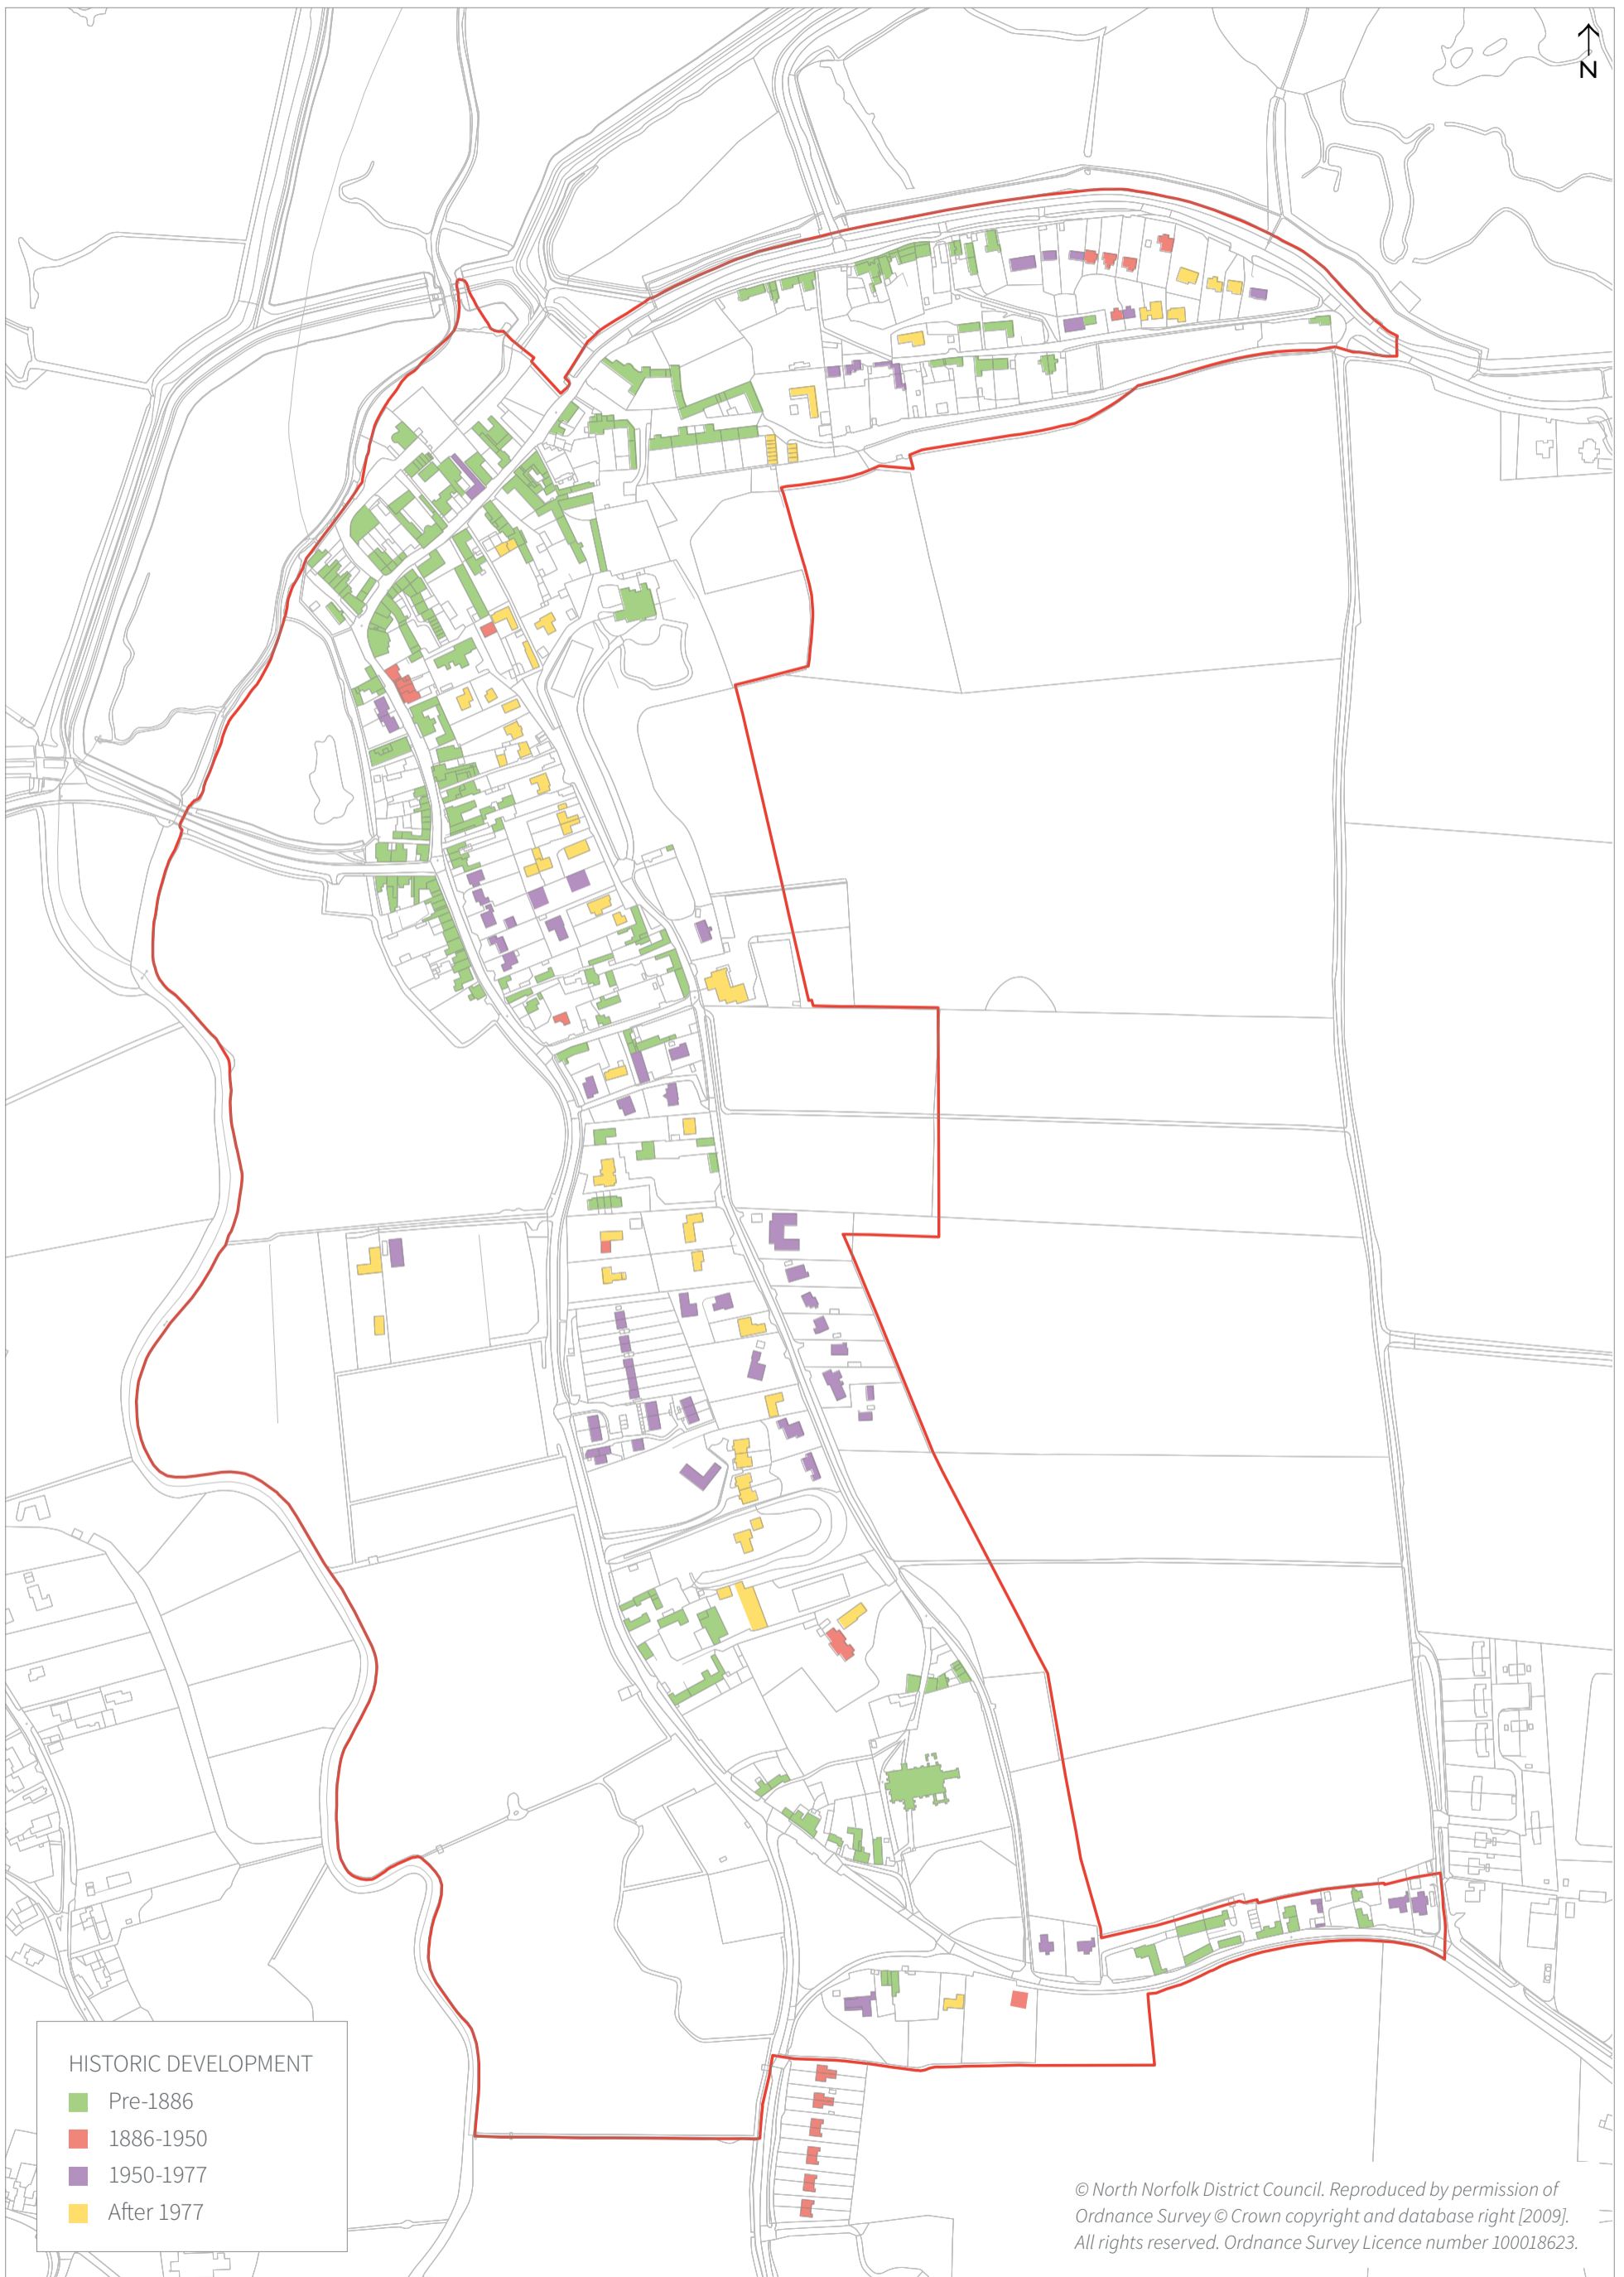 N
HISTORIC DEVELOPMENT
Pre-1886
1886-1950
1950-1977
After 1977
© North Norfolk District Council. Reproduced by permission of
Ordnance Survey © Crown copyright and database right [2009].
All rights reserved. Ordnance Survey Licence number 100018623.